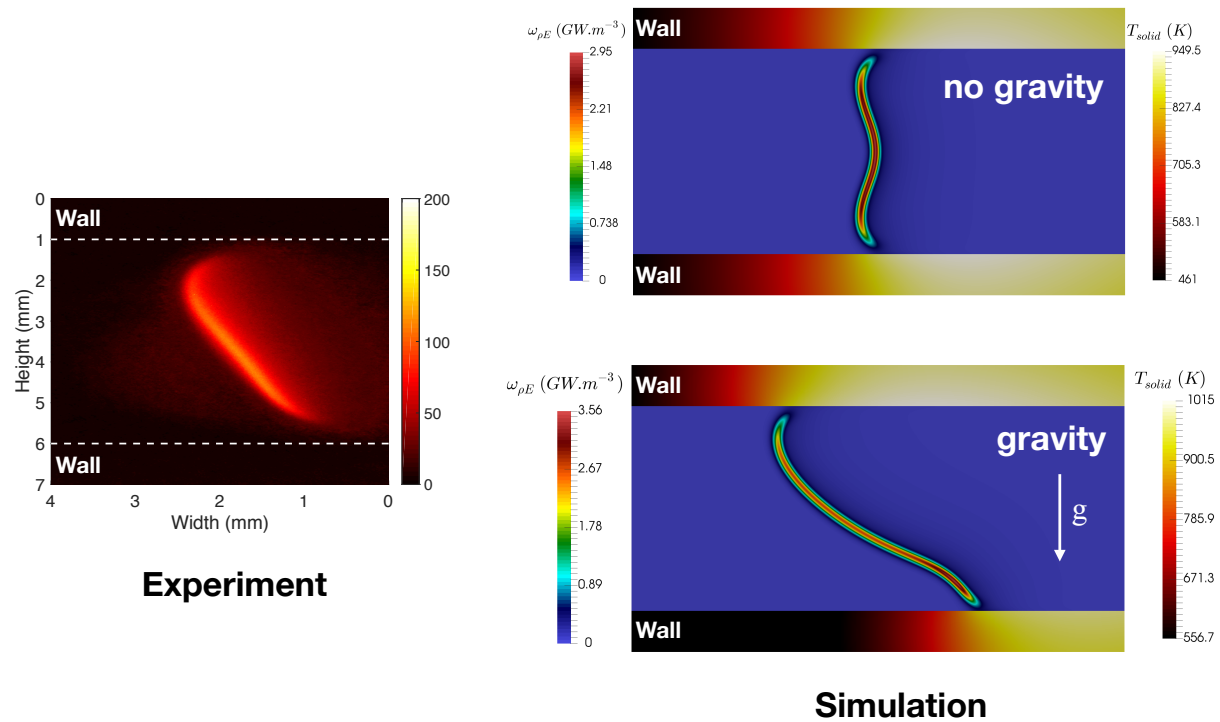 Wall
Wall
200
150
100
50
0
0
1
2
3
4
5
6
7
Height (mm)
4
3
2
1
0
Width (mm)
Experiment
ω_ρE (GW.m⁻³)
2.95
2.21
1.48
0.738
0
Wall
no gravity
Wall
T_solid (K)
949.5
827.4
705.3
583.1
461
ω_ρE (GW.m⁻³)
3.56
2.67
1.78
0.89
0
Wall
gravity
g
Wall
T_solid (K)
1015
900.5
785.9
671.3
556.7
Simulation